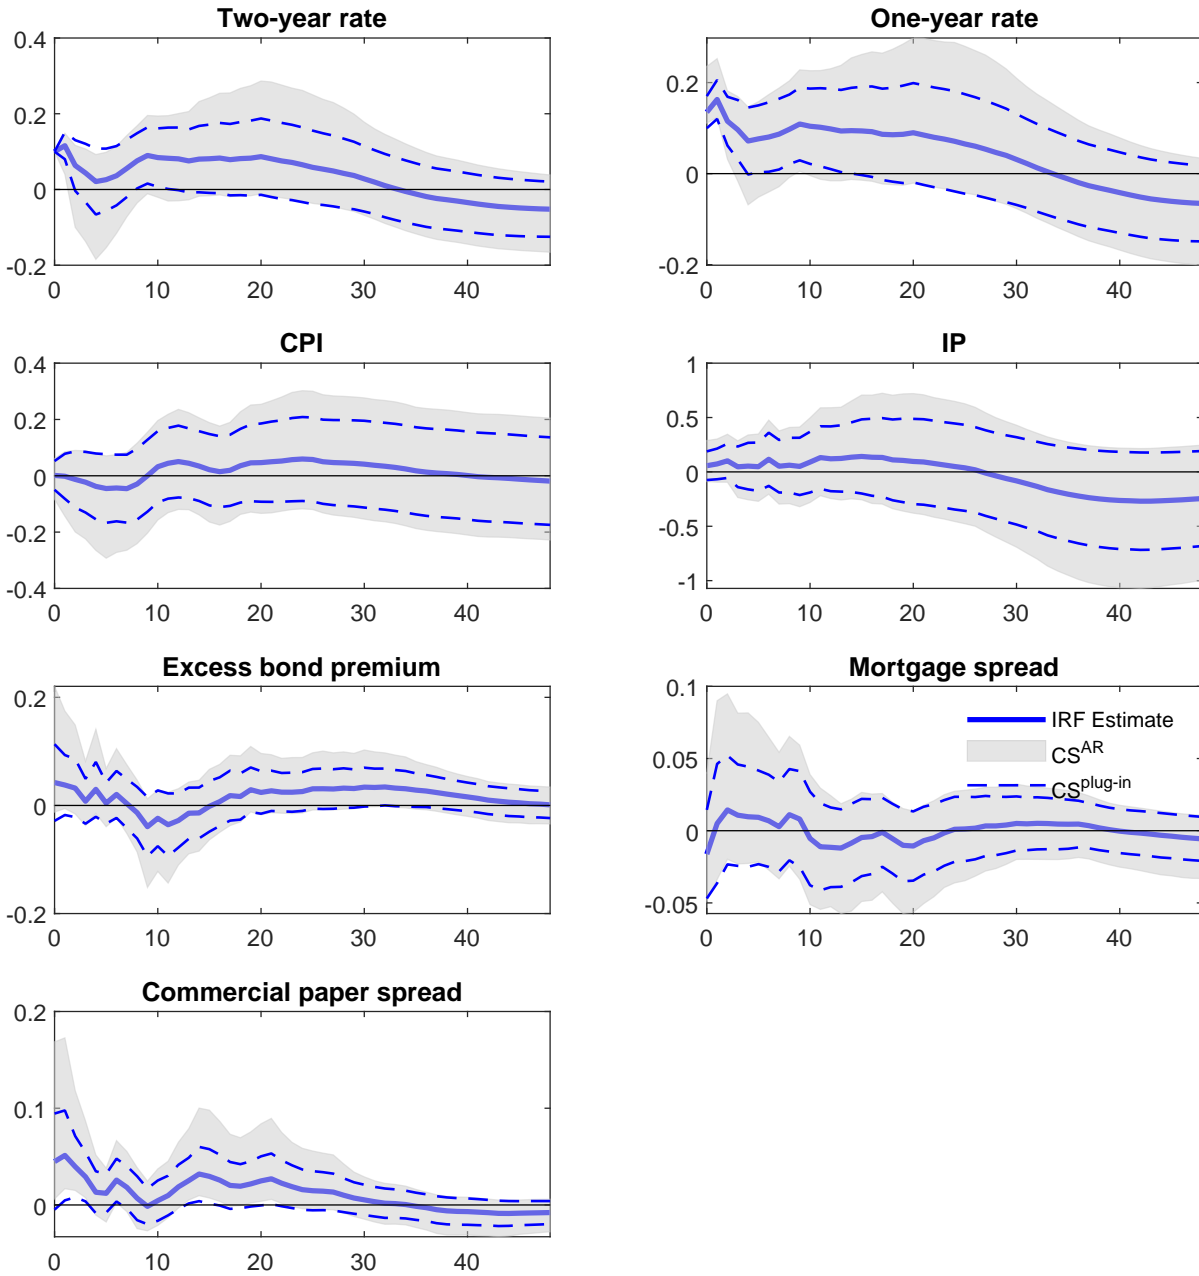 Two-year rate
0.4
0.2
0
-0.2
0 10 20 30 40
One-year rate
0.2
0
-0.2
0 10 20 30 40
CPI
0.4
0.2
0
-0.2
-0.4
0 10 20 30 40
IP
1
0.5
0
-0.5
-1
0 10 20 30 40
Excess bond premium
0.2
0
-0.2
0 10 20 30 40
Mortgage spread
0.1
0.05
0
-0.05
0 10 20 30 40
IRF Estimate
CS^AR
CS^plug-in
Commercial paper spread
0.2
0.1
0
0 10 20 30 40